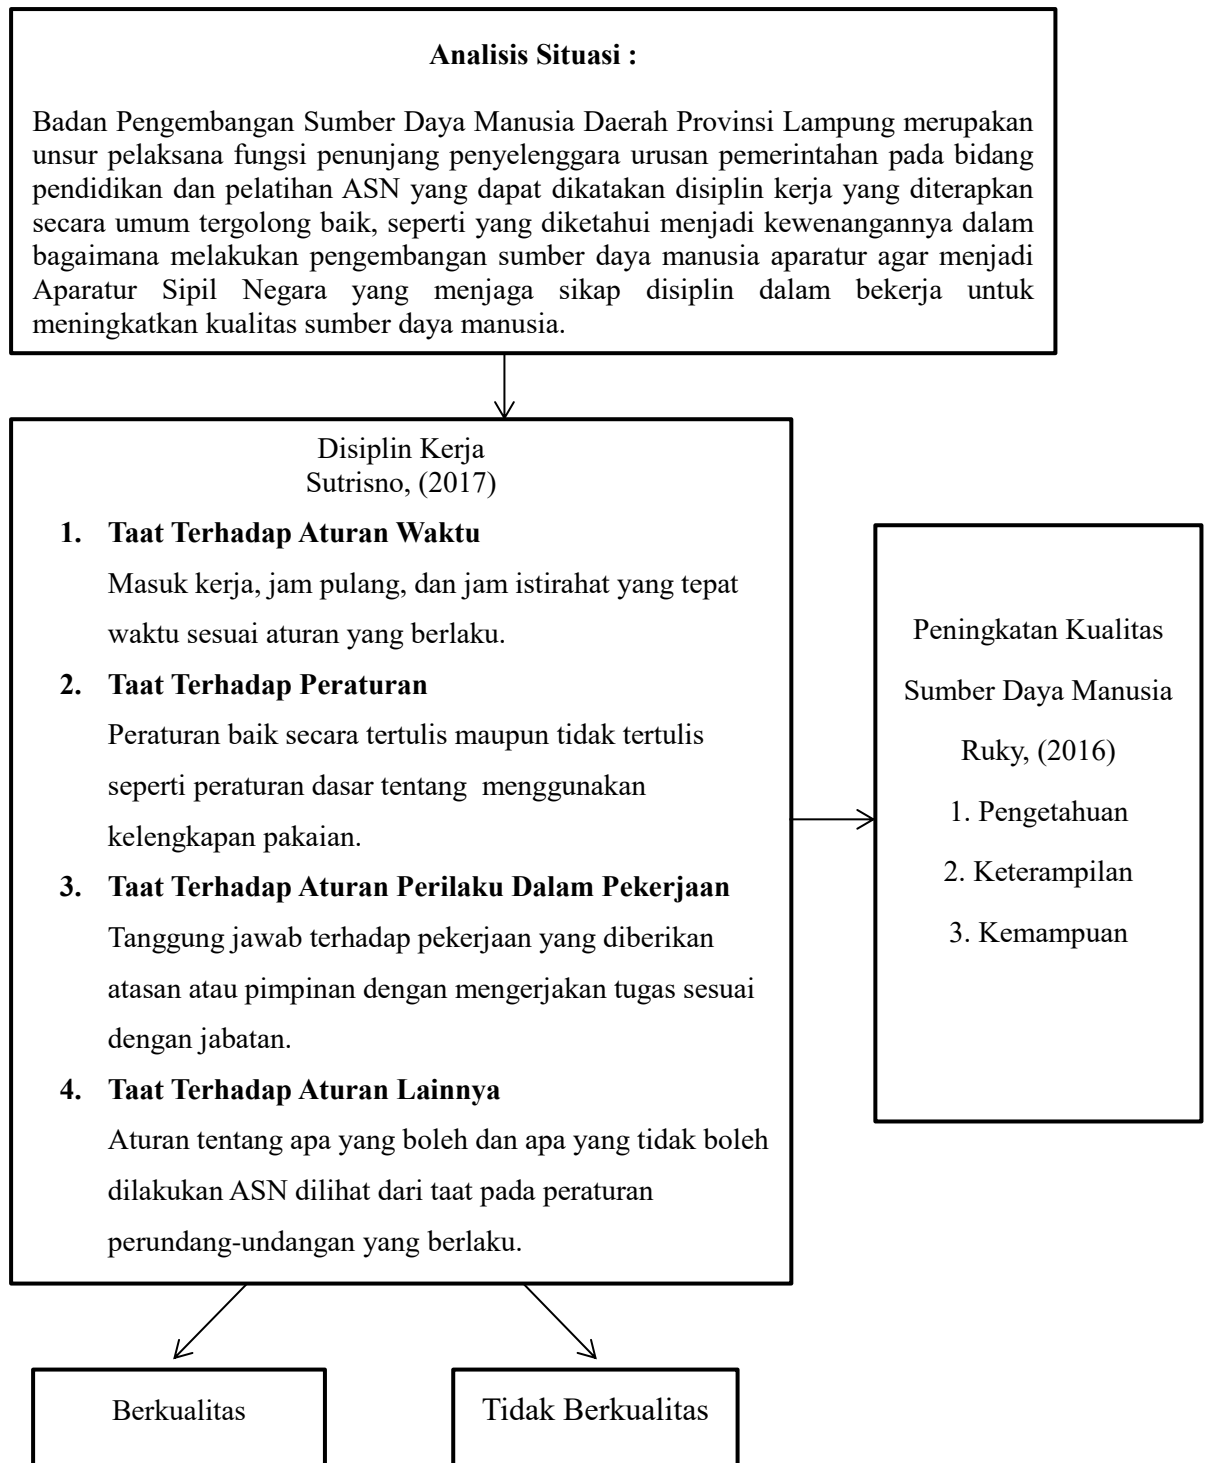 Analisis Situasi :
Badan Pengembangan Sumber Daya Manusia Daerah Provinsi Lampung merupakan
unsur pelaksana fungsi penunjang penyelenggara urusan pemerintahan pada bidang
pendidikan dan pelatihan ASN yang dapat dikatakan disiplin kerja yang diterapkan
secara umum tergolong baik, seperti yang diketahui menjadi kewenangannya dalam
bagaimana melakukan pengembangan sumber daya manusia aparatur agar menjadi
Aparatur Sipil Negara yang menjaga sikap disiplin dalam bekerja untuk
meningkatkan kualitas sumber daya manusia.
Disiplin Kerja
Sutrisno, (2017)
1. Taat Terhadap Aturan Waktu
Masuk kerja, jam pulang, dan jam istirahat yang tepat
waktu sesuai aturan yang berlaku.
2. Taat Terhadap Peraturan
Peraturan baik secara tertulis maupun tidak tertulis
seperti peraturan dasar tentang menggunakan
kelengkapan pakaian.
3. Taat Terhadap Aturan Perilaku Dalam Pekerjaan
Tanggung jawab terhadap pekerjaan yang diberikan
atasan atau pimpinan dengan mengerjakan tugas sesuai
dengan jabatan.
4. Taat Terhadap Aturan Lainnya
Aturan tentang apa yang boleh dan apa yang tidak boleh
dilakukan ASN dilihat dari taat pada peraturan
perundang-undangan yang berlaku.
Peningkatan Kualitas
Sumber Daya Manusia
Ruky, (2016)
1. Pengetahuan
2. Keterampilan
3. Kemampuan
Berkualitas
Tidak Berkualitas